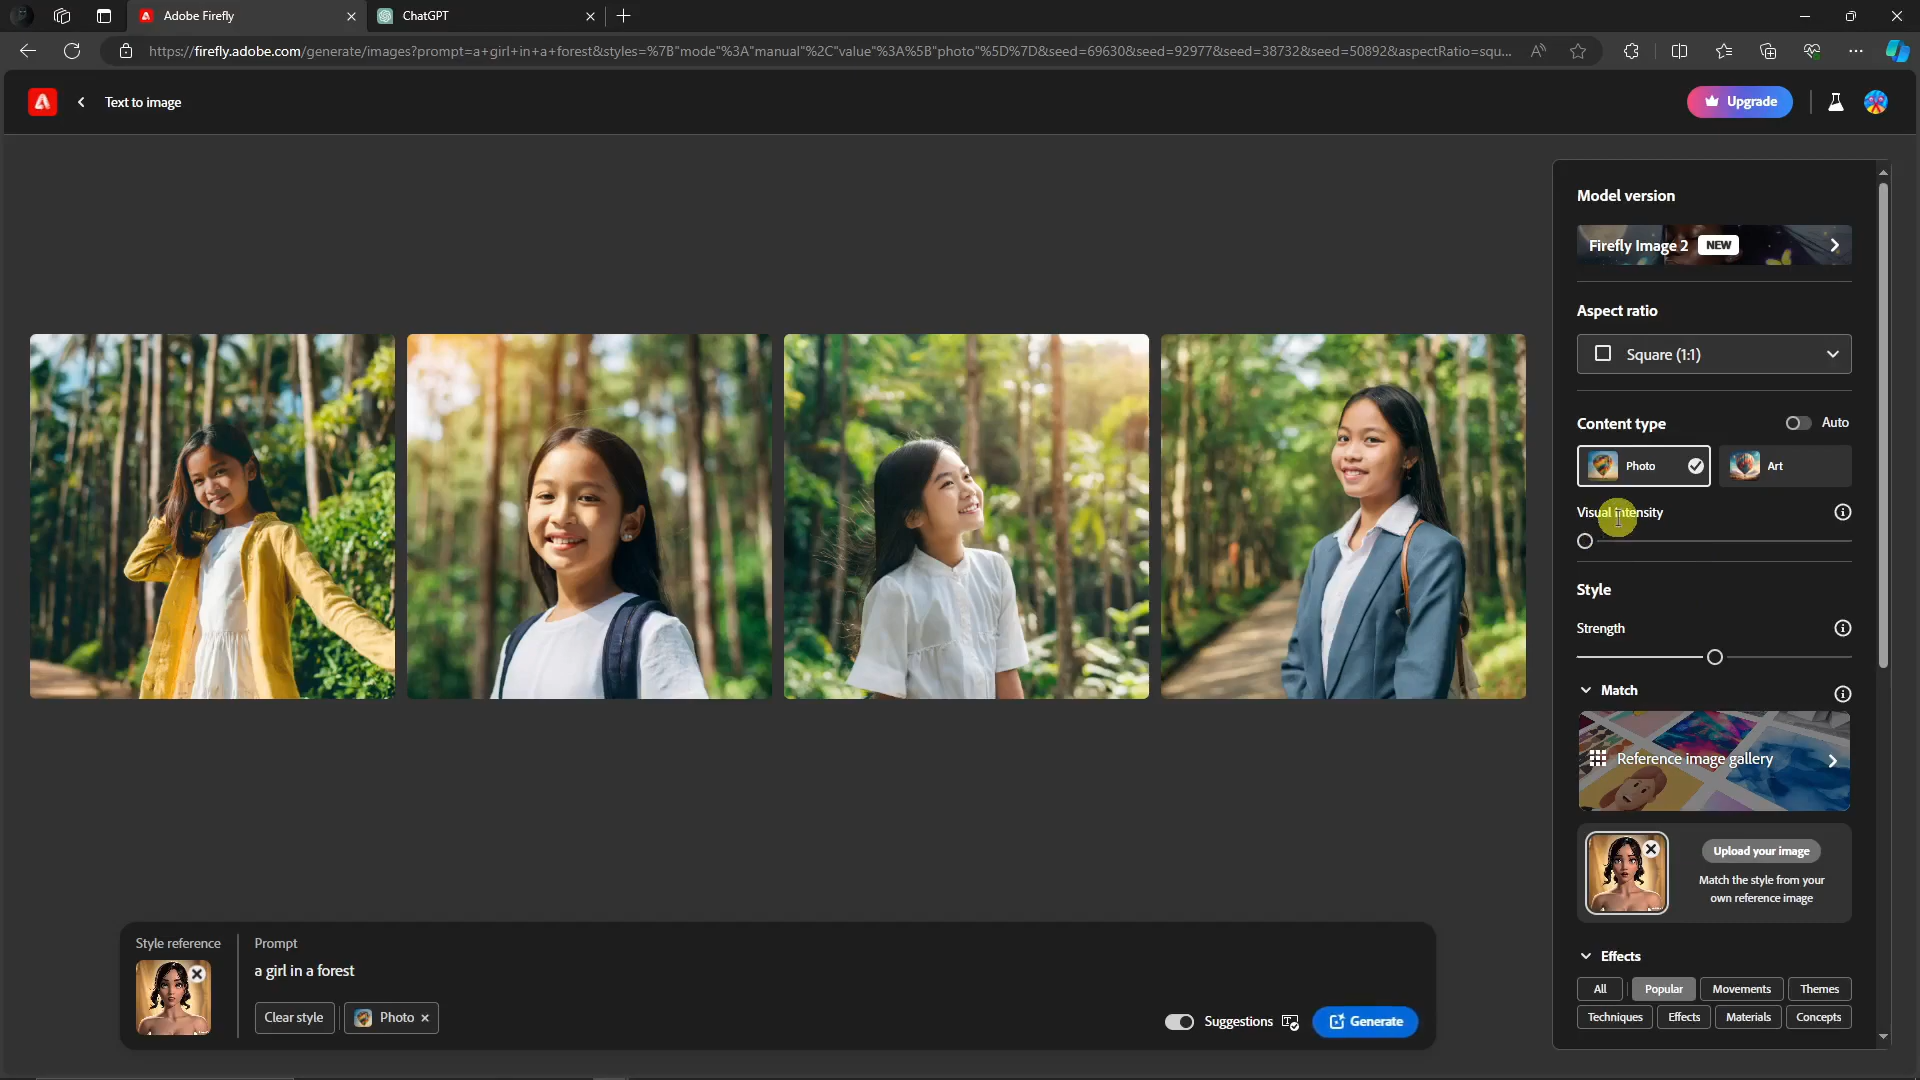 Adobe Firefly
ChatGPT
https://firefly.adobe.com/generate/images?prompt=a+girl+in+a+forest&styles=%7B"mode"%3A"manual"%2C"value"%3A%5B"photo"%5D%7D&seed=69630&seed=92977&seed=38732&seed=50892&aspectRatio=squ...
Text to image
Upgrade
Model version
Firefly Image 2 NEW
Aspect ratio
Square (1:1)
Content type
Auto
Photo
Art
Visual intensity
Style
Strength
Match
Reference image gallery
Upload your image
Match the style from your
own reference image
Effects
All
Popular
Movements
Themes
Techniques
Effects
Materials
Concepts
Style reference
Prompt
a girl in a forest
Clear style
Photo
Suggestions
Generate